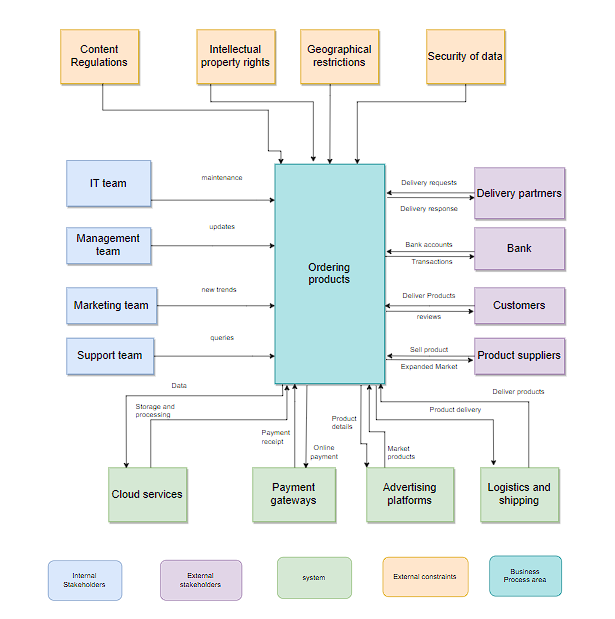 Content
Regulations
Intellectual
property rights
Geographical
restrictions
Security of data
IT team
maintenance
Management
team
updates
Marketing team
new trends
Support team
queries
Ordering
products
Delivery requests
Delivery response
Delivery partrners
Bank accounts
Transactions
Bank
Deliver Products
reviews
Customers
Sell product
Expanded Market
Product suppliers
Data
Storage and
processing
Payment
receipt
Online
payment
Product
details
Market
products
Product delivery
Deliver products
Cloud services
Payment
gateways
Advertising
platforms
Logistics and
shipping
Internal
Stakeholders
External
stakeholders
system
External constraints
Business
Process area